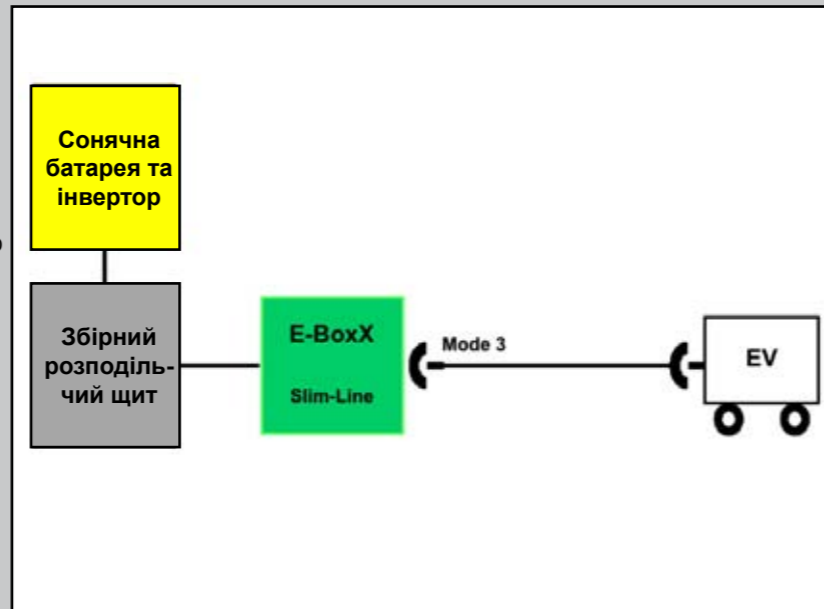 Сонячна
батарея та
інвертор
Збірний
розподіль-
чий щит
E-BoxX
Slim-Line
Mode 3
EV